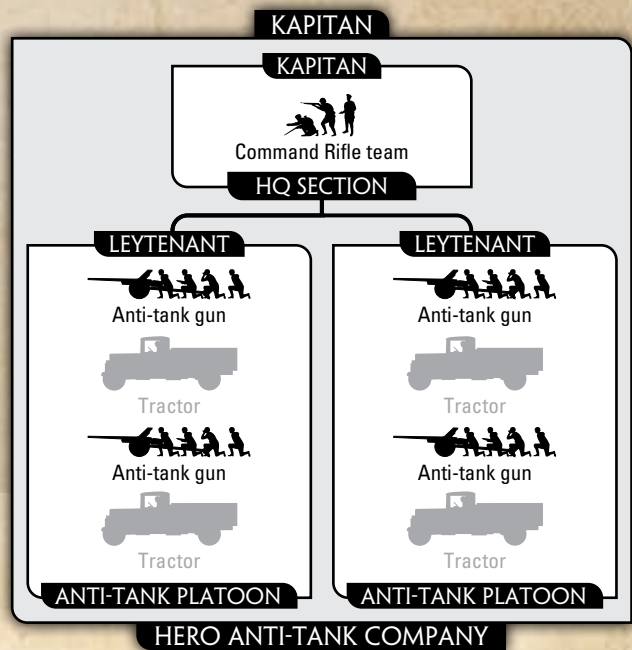 KAPITAN
KAPITAN
Command Rifle team
HQ SECTION
LEYTENANT
Anti-tank gun
Tractor
Anti-tank gun
Tractor
ANTI-TANK PLATOON
LEYTENANT
Anti-tank gun
Tractor
Anti-tank gun
Tractor
ANTI-TANK PLATOON
HERO ANTI-TANK COMPANY